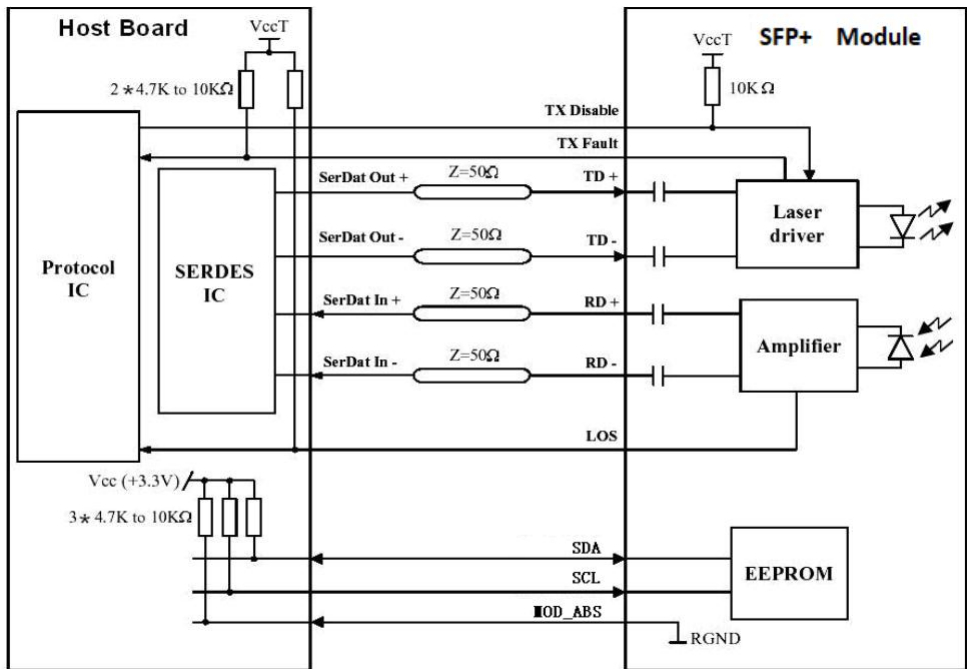 Host Board
SFP+ Module
VccT
VccT
2*4.7K to 10KΩ
10KΩ
TX Disable
TX Fault
SerDat Out +
Z=50Ω
TD +
Laser
driver
SerDat Out -
Z=50Ω
TD -
Protocol
IC
SERDES
IC
SerDat In +
Z=50Ω
RD +
Amplifier
SerDat In -
Z=50Ω
RD -
LOS
Vcc (+3.3V)
3*4.7K to 10KΩ
SDA
SCL
EEPROM
MOD_ABS
RGND